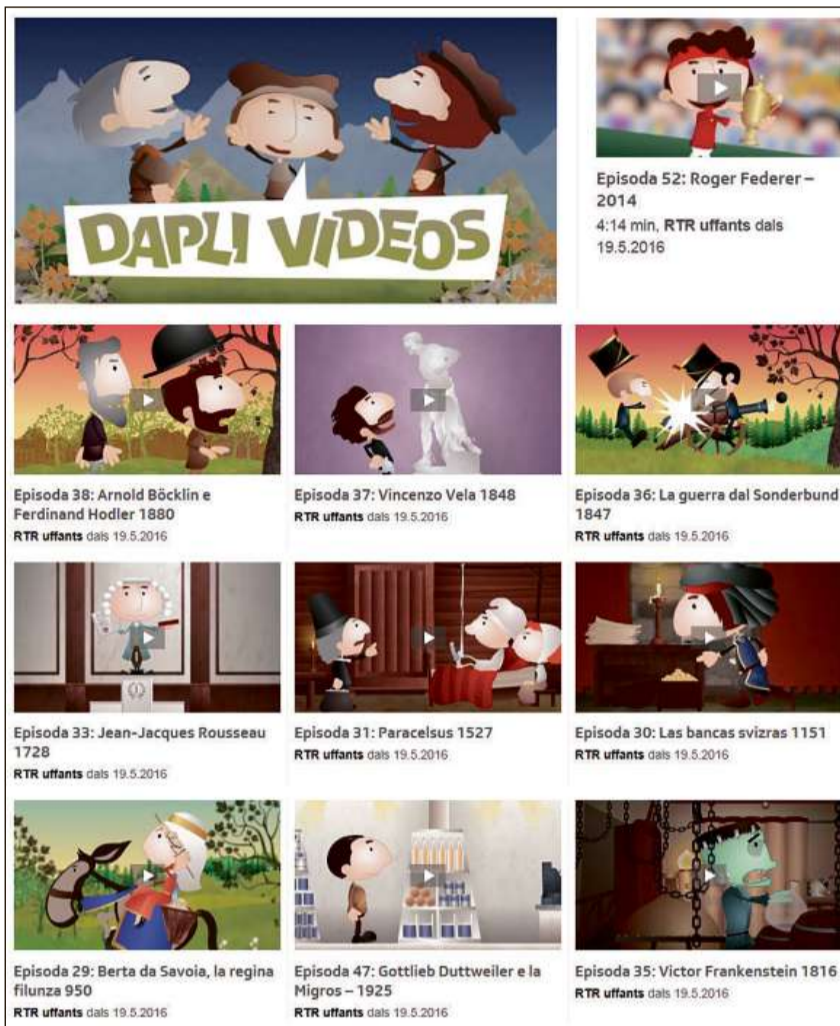 DAPLI VIDEOS
Episoda 52: Roger Federer –
2014
4:14 min, RTR uffants dals
19.5.2016
Episoda 38: Arnold Böcklin e
Ferdinand Hodler 1880
RTR uffants dals 19.5.2016
Episoda 37: Vincenzo Vela 1848
RTR uffants dals 19.5.2016
Episoda 36: La guerra dal Sonderbund
1847
RTR uffants dals 19.5.2016
Episoda 33: Jean-Jacques Rousseau
1728
RTR uffants dals 19.5.2016
Episoda 31: Paracelsus 1527
RTR uffants dals 19.5.2016
Episoda 30: Las bancas svizras 1151
RTR uffants dals 19.5.2016
Episoda 29: Berta da Savoia, la regina
filunza 950
RTR uffants dals 19.5.2016
Episoda 47: Gottlieb Duttweiler e la
Migros – 1925
RTR uffants dals 19.5.2016
Episoda 35: Victor Frankenstein 1816
RTR uffants dals 19.5.2016